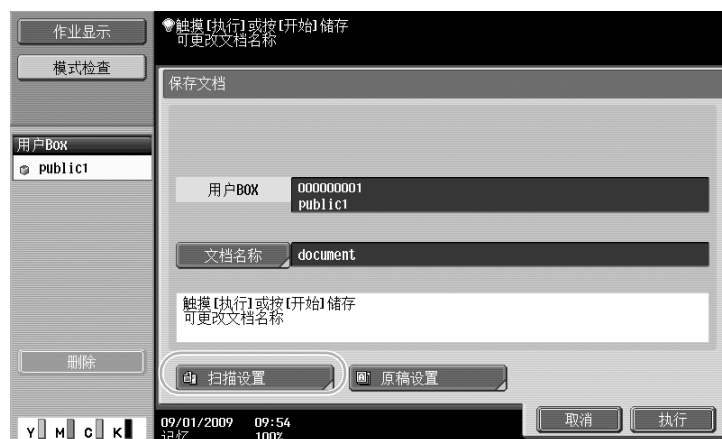 作业显示
模式检查
触摸[执行]或按[开始]储存
可更改文档名称
保存文档
用户Box
public1
用户BOX
000000001
public1
文档名称
document
触摸[执行]或按[开始]储存
可更改文档名称
删除
扫描设置
原稿设置
取消
执行
Y M C K
09/01/2009 09:54
记忆 100%